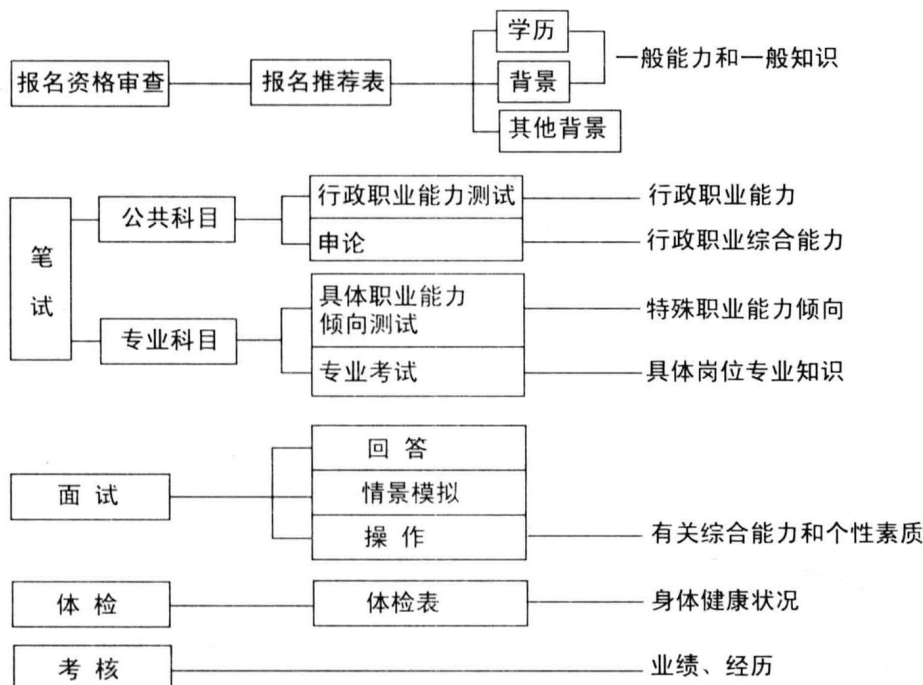 学历
一般能力和一般知识
报名资格审查
报名推荐表
背景
其他背景
笔试
公共科目
行政职业能力测试
行政职业能力
申论
行政职业综合能力
专业科目
具体职业能力
倾向测试
特殊职业能力倾向
专业考试
具体岗位专业知识
面试
回答
情景模拟
操作
有关综合能力和个性素质
体检
体检表
身体健康状况
考核
业绩、经历